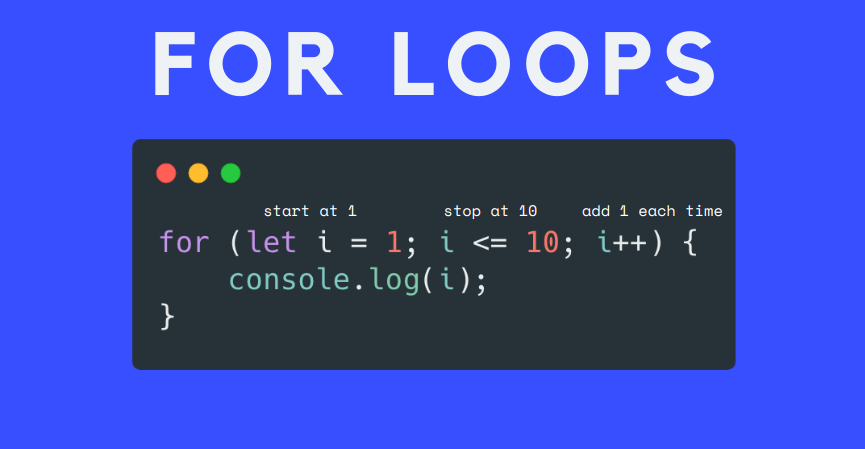 FOR LOOPS
start at 1 stop at 10 add 1 each time
for (let i = 1; i <= 10; i++) {
    console.log(i);
}